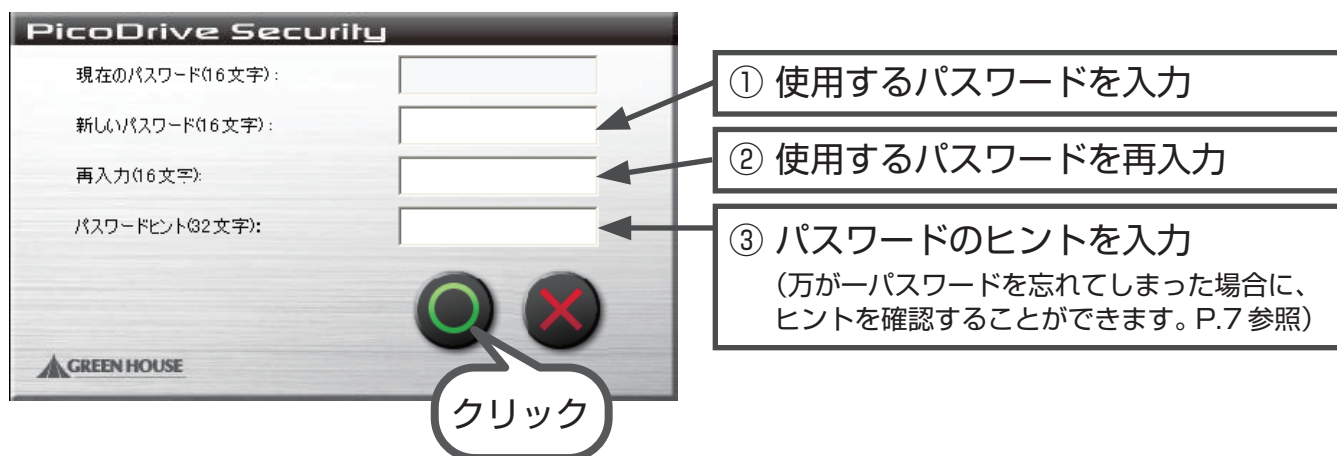 PicoDrive Security
現在のパスワード(16文字):
新しいパスワード(16文字):
再入力(16文字):
パスワードヒント(32文字):
GREEN HOUSE
クリック
① 使用するパスワードを入力
② 使用するパスワードを再入力
③ パスワードのヒントを入力
(万が一パスワードを忘れてしまった場合に、
ヒントを確認することができます。P.7 参照)